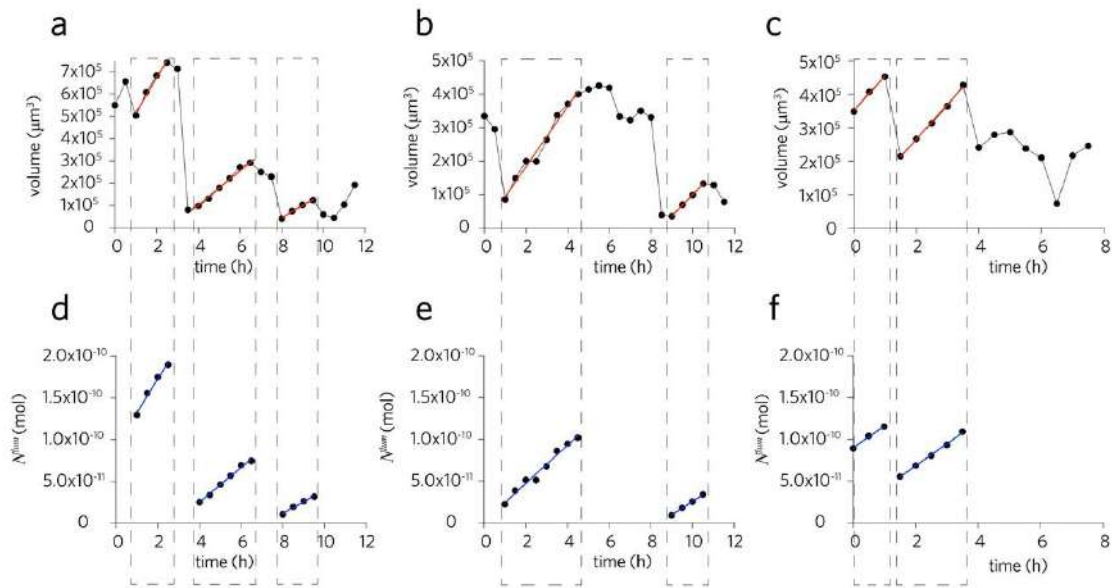 a
b
c
volume (μm³)
7x10⁵
6x10⁵
5x10⁵
4x10⁵
3x10⁵
2x10⁵
1x10⁵
0
0 2 4 6 8 10 12
time (h)
volume (μm³)
5x10⁵
4x10⁵
3x10⁵
2x10⁵
1x10⁵
0
0 2 4 6 8 10 12
time (h)
volume (μm³)
5x10⁵
4x10⁵
3x10⁵
2x10⁵
1x10⁵
0
0 2 4 6 8
time (h)
d
e
f
(mol)
2.0x10⁻¹⁰
1.5x10⁻¹⁰
1.0x10⁻¹⁰
5.0x10⁻¹¹
0
0 2 4 6 8 10 12
time (h)
(mol)
2.0x10⁻¹⁰
1.5x10⁻¹⁰
1.0x10⁻¹⁰
5.0x10⁻¹¹
0
0 2 4 6 8 10 12
time (h)
(mol)
2.0x10⁻¹⁰
1.5x10⁻¹⁰
1.0x10⁻¹⁰
5.0x10⁻¹¹
0
0 2 4 6 8
time (h)